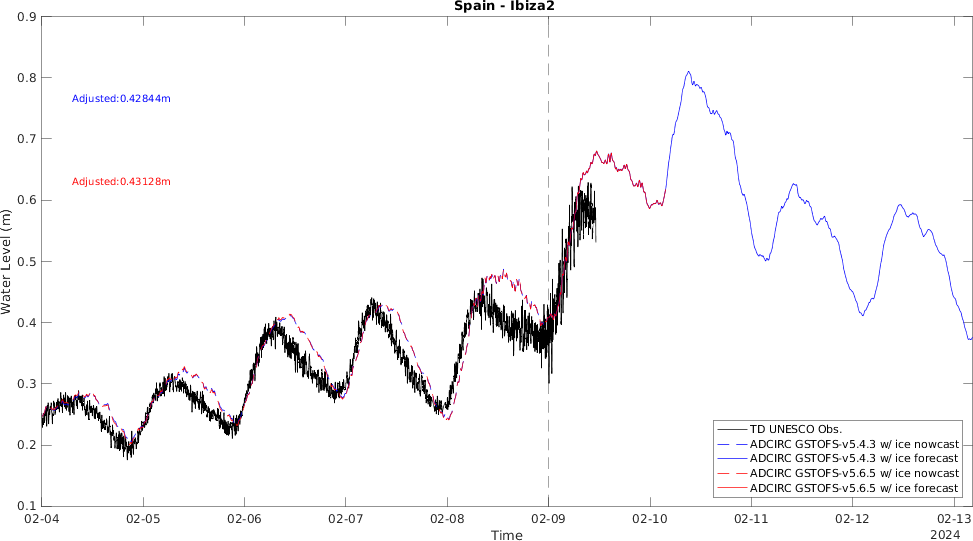 Spain - Ibiza2
0.9
0.8
0.7
0.6
0.5
0.4
0.3
0.2
0.1
Water Level (m)
Adjusted:0.42844m
Adjusted:0.43128m
TD UNESCO Obs.
ADCIRC GSTOFS-v5.4.3 w/ ice nowcast
ADCIRC GSTOFS-v5.4.3 w/ ice forecast
ADCIRC GSTOFS-v5.6.5 w/ ice nowcast
ADCIRC GSTOFS-v5.6.5 w/ ice forecast
02-04 02-05 02-06 02-07 02-08 02-09 02-10 02-11 02-12 02-13
Time
2024